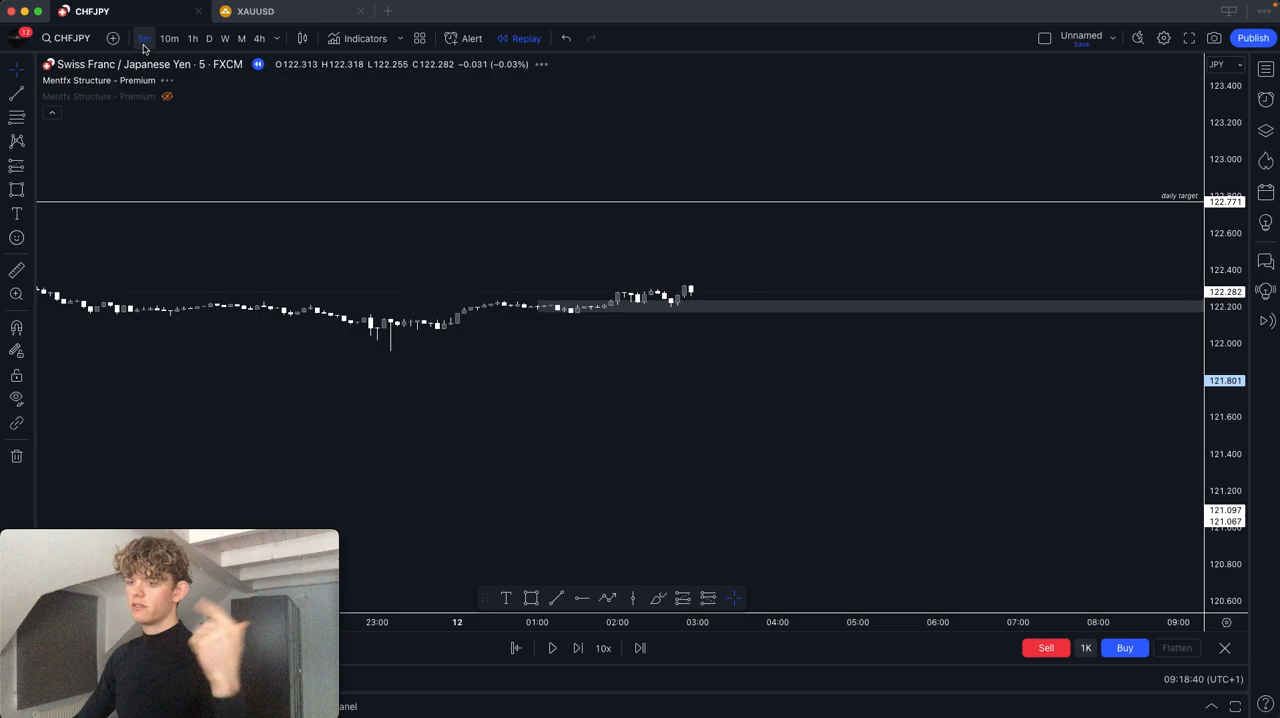 CHFJPY
XAUUSD
12
CHFJPY
5m
10m
1h
D
W
M
4h
Indicators
Alert
Replay
Unnamed
Save
Publish
Swiss Franc / Japanese Yen · 5 · FXCM
O122.313 H122.318 L122.255 C122.282 −0.031 (−0.03%)
JPY
Mentfx Structure - Premium
Mentfx Structure - Premium
123.400
123.200
123.000
daily target
122.771
122.600
122.400
122.282
122.200
122.000
121.801
121.600
121.400
121.200
121.097
121.067
120.800
120.600
23:00
12
01:00
02:00
03:00
04:00
05:00
06:00
07:00
08:00
09:00
10x
Sell
1K
Buy
Flatten
09:18:40 (UTC+1)
anel